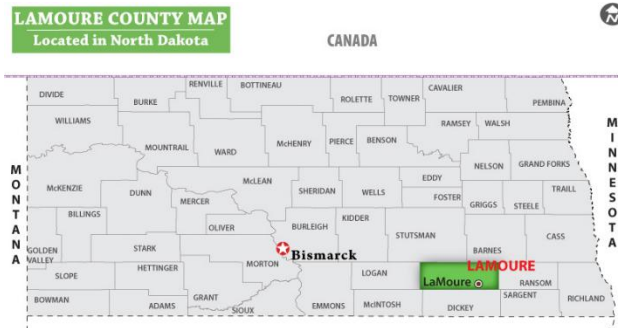 LAMOURE COUNTY MAP
Located in North Dakota
N
CANADA
MONTANA
MINNESOTA
DIVIDE
BURKE
RENVILLE
BOTTINEAU
ROLETTE
TOWNER
CAVALIER
PEMBINA
WILLIAMS
MOUNTRAIL
WARD
McHENRY
PIERCE
BENSON
RAMSEY
WALSH
McKENZIE
DUNN
McLEAN
SHERIDAN
WELLS
EDDY
FOSTER
NELSON
GRAND FORKS
GRIGGS
STEELE
TRAILL
BILLINGS
MERCER
OLIVER
BURLEIGH
KIDDER
STUTSMAN
BARNES
CASS
GOLDEN
VALLEY
STARK
MORTON
Bismarck
SLOPE
HETTINGER
LOGAN
LAMOURE
LaMoure
RANSOM
BOWMAN
ADAMS
GRANT
SIOUX
EMMONS
McINTOSH
DICKEY
SARGENT
RICHLAND